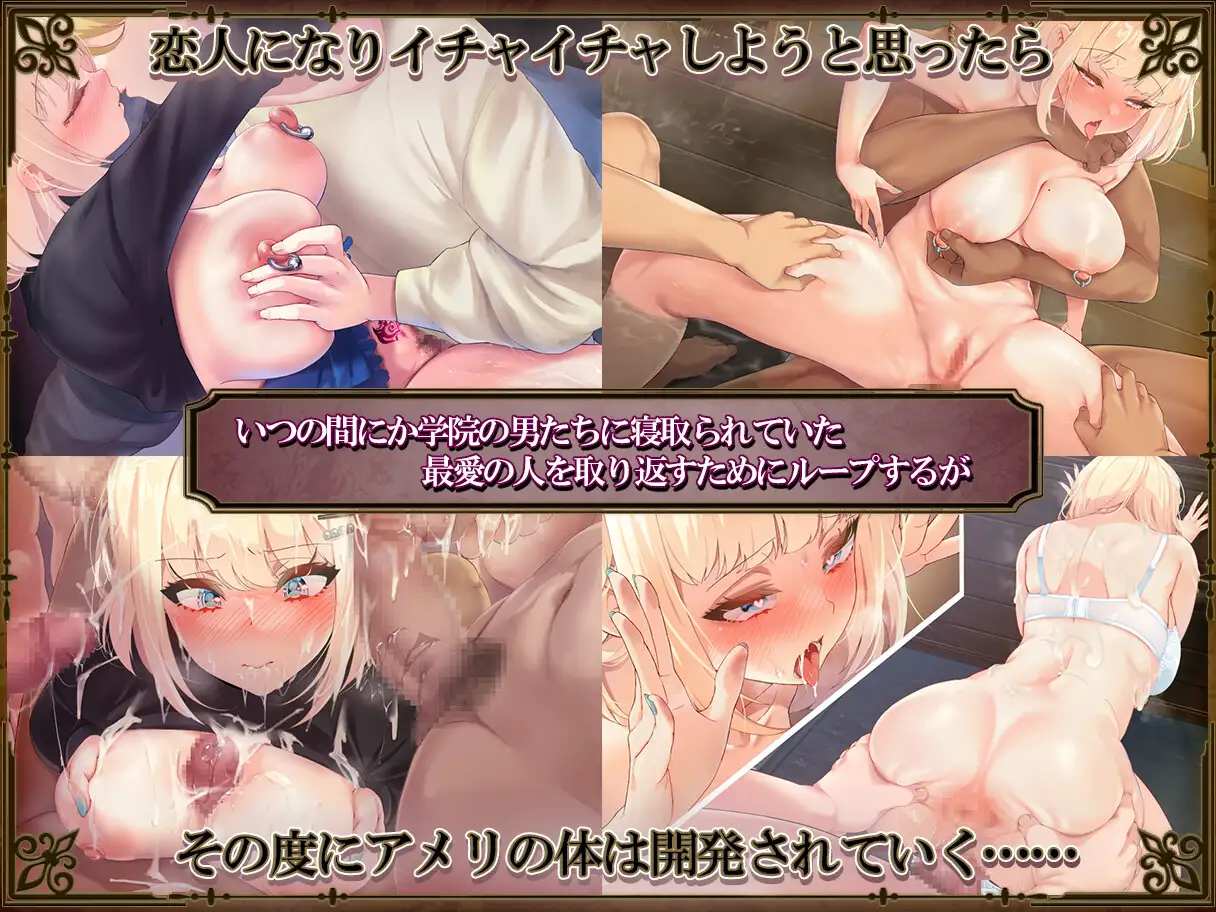 恋人になりイチャイチャしようと思ったら
いつの間にか学院の男たちに寝取られていた
最愛の人を取り返すためにループするが
その度にアメリの体は開発されていく……